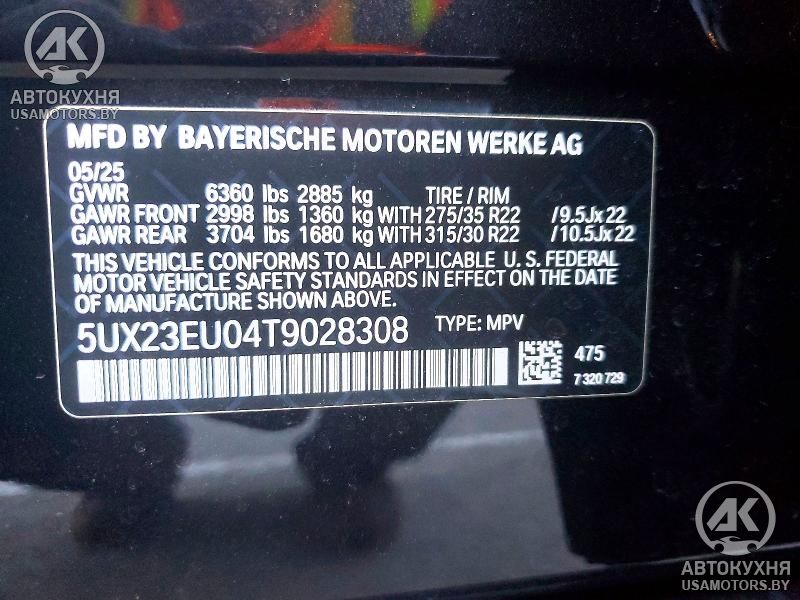 AK
АВТОКУХНЯ
USAMOTORS.BY
MFD BY BAYERISCHE MOTOREN WERKE AG
05/25
GVWR 6360 lbs 2885 kg TIRE / RIM
GAWR FRONT 2998 lbs 1360 kg WITH 275/35 R22 /9.5Jx22
GAWR REAR 3704 lbs 1680 kg WITH 315/30 R22 /10.5Jx22
THIS VEHICLE CONFORMS TO ALL APPLICABLE U. S. FEDERAL
MOTOR VEHICLE SAFETY STANDARDS IN EFFECT ON THE DATE
OF MANUFACTURE SHOWN ABOVE.
5UX23EU04T9028308 TYPE: MPV
475
7 320 729
AK
АВТОКУХНЯ
USAMOTORS.BY